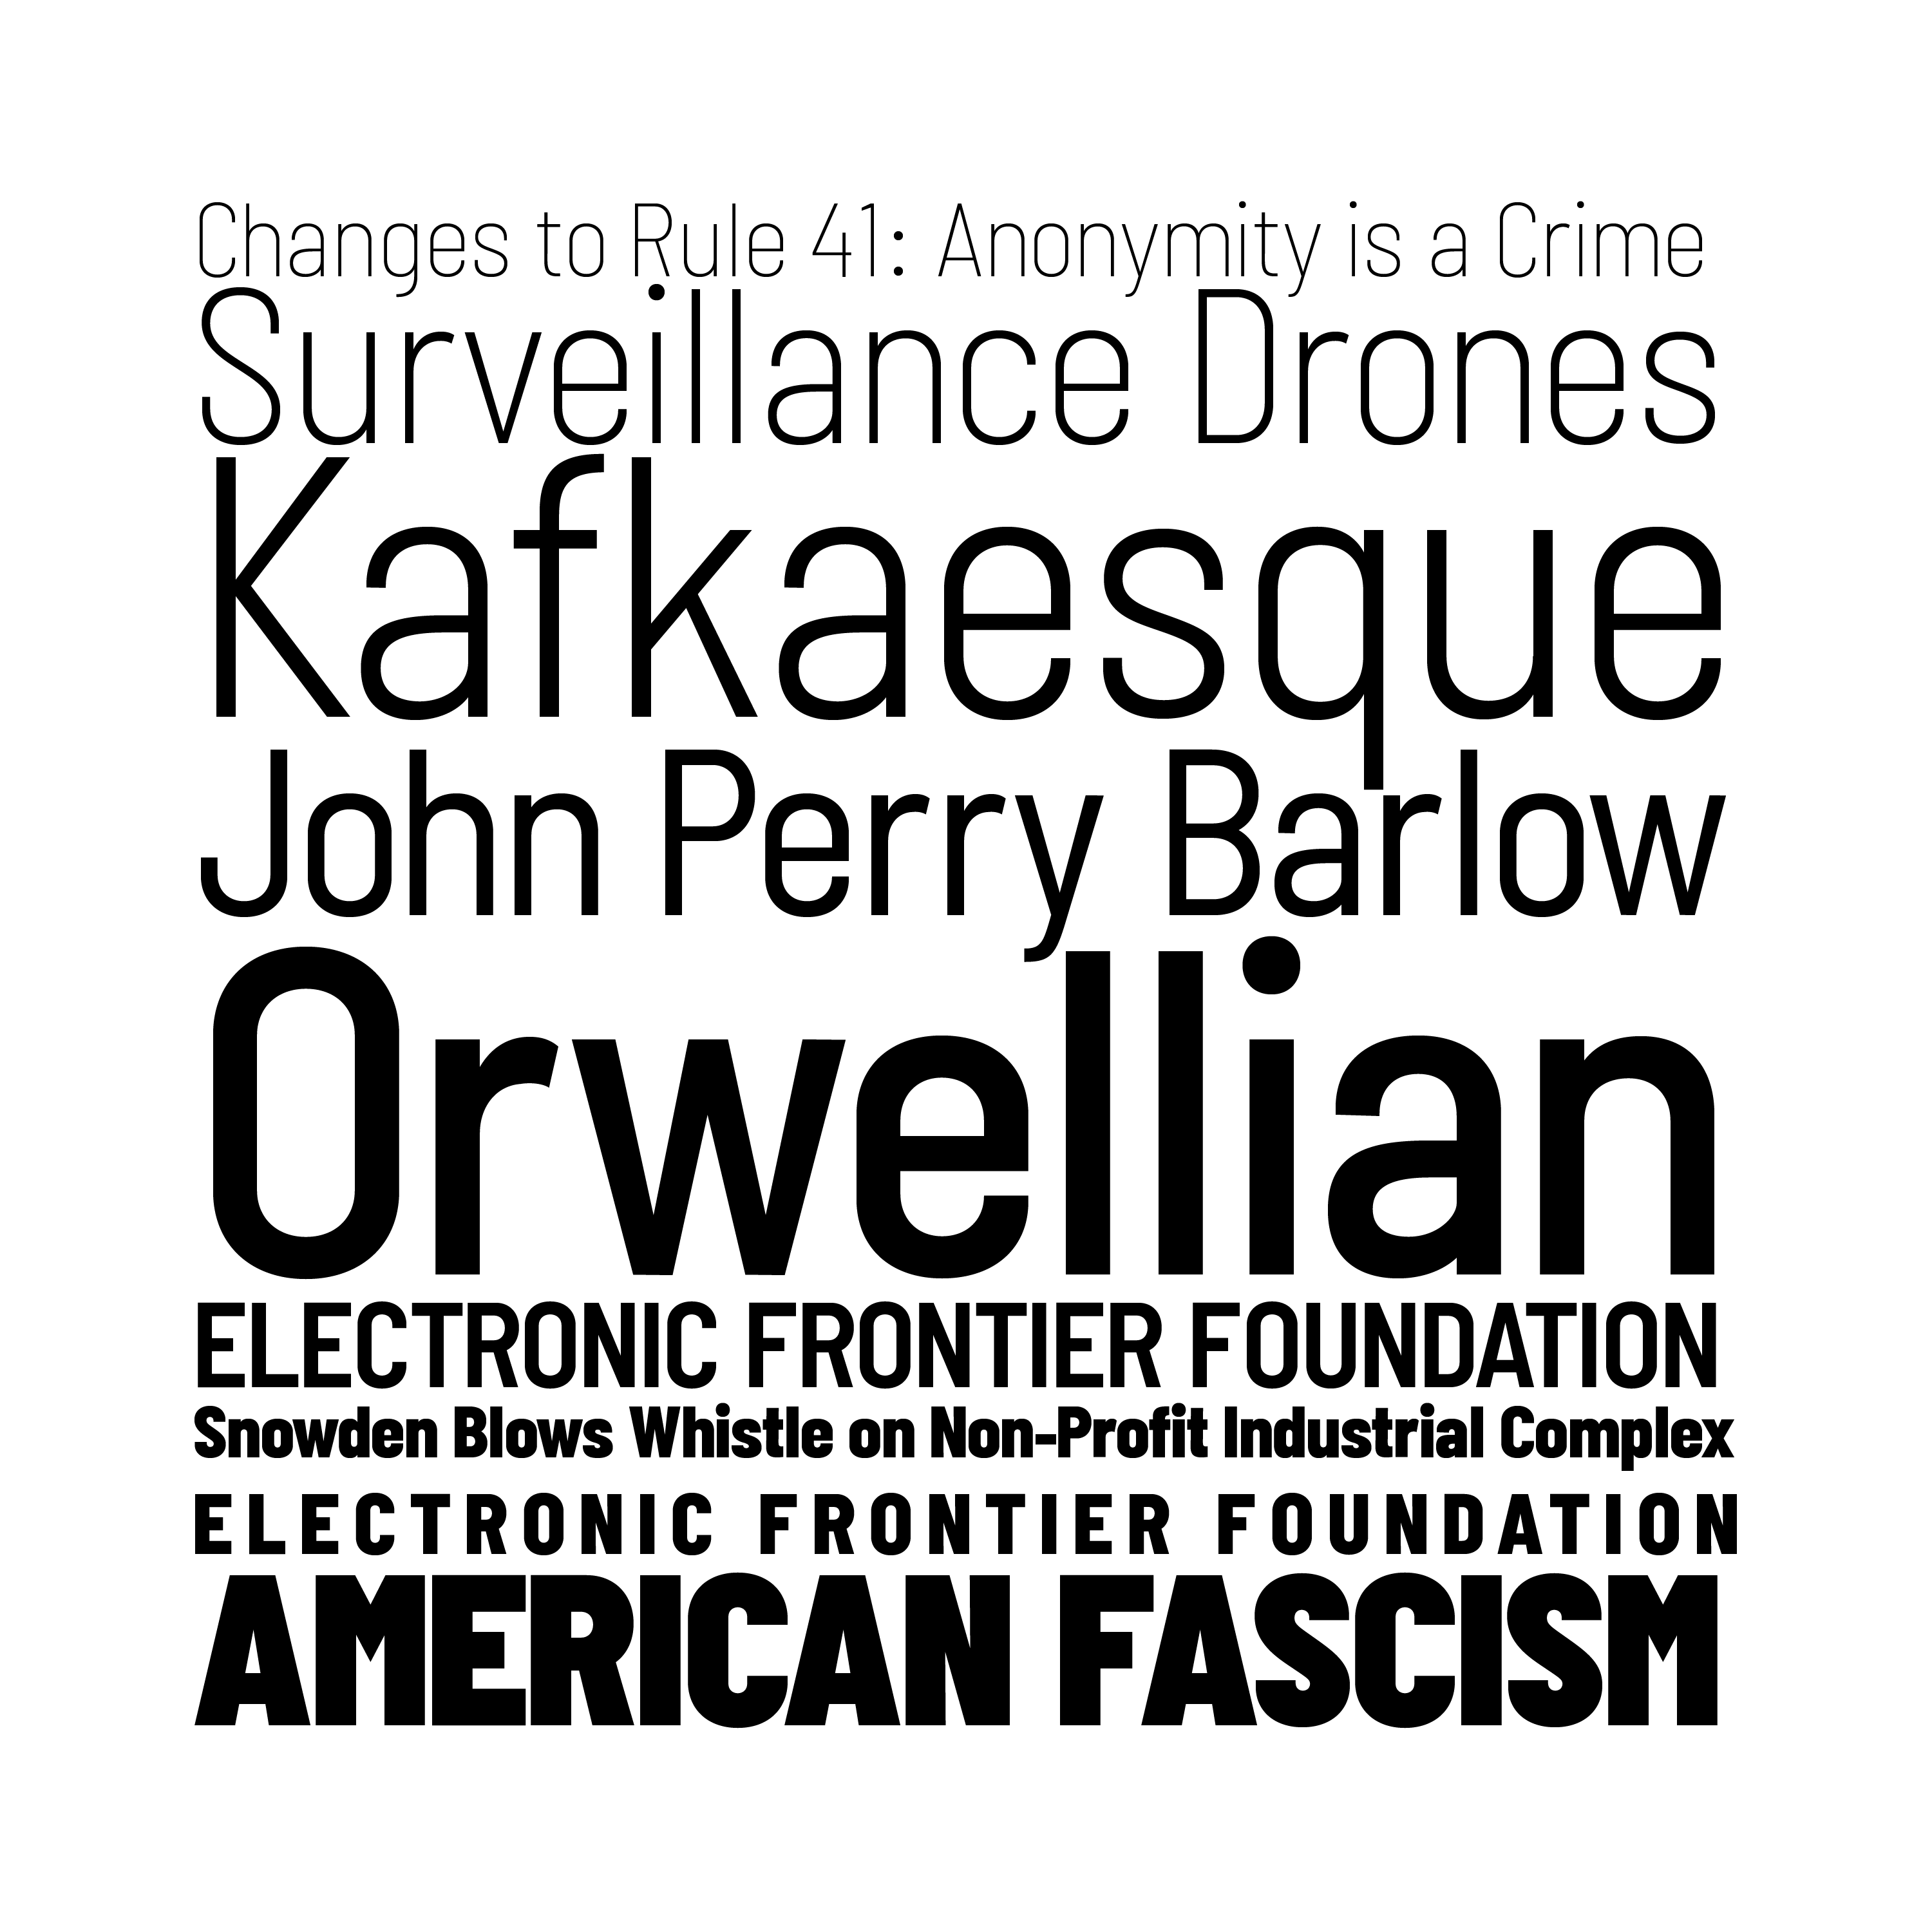 Changes to Rule 41: Anonymity is a Crime
Surveillance Drones
Kafkaesque
John Perry Barlow
Orwellian
ELECTRONIC FRONTIER FOUNDATION
Snowden Blows Whistle on Non-Profit Industrial Complex
ELECTRONIC FRONTIER FOUNDATION
AMERICAN FASCISM